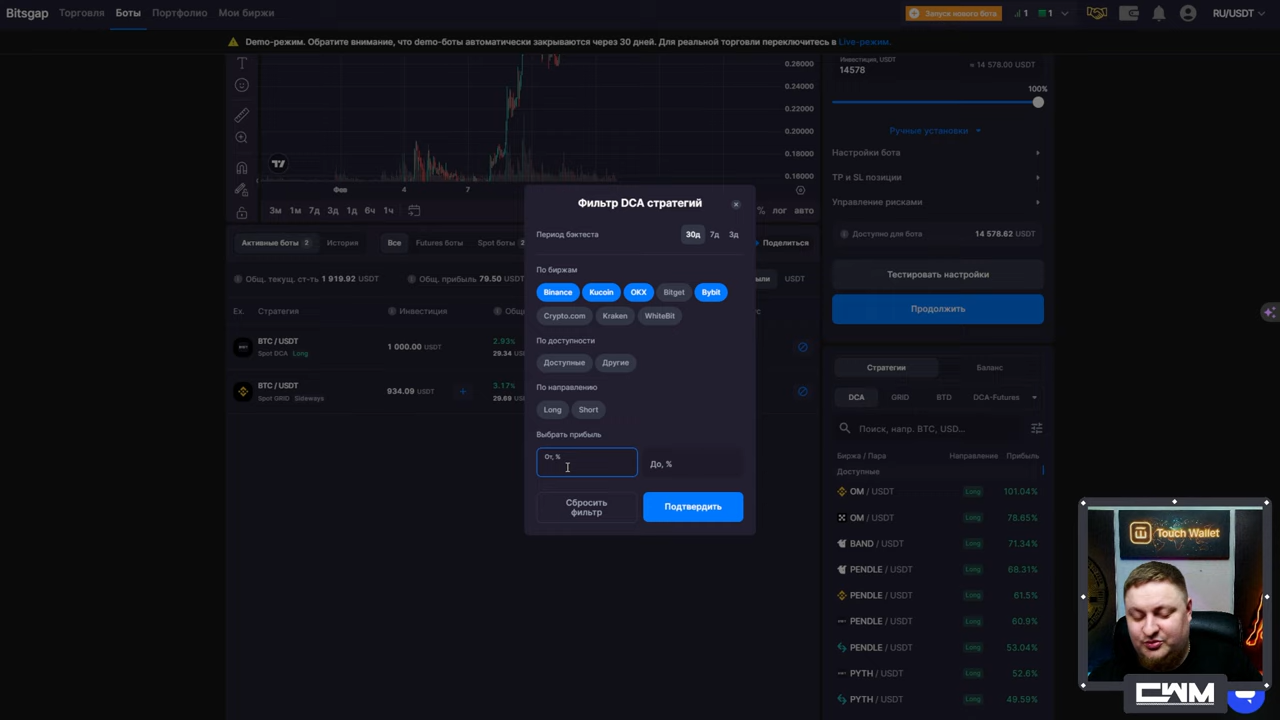 Bitsgap Торговля Боты Портфолио Мои биржи Запуск нового бота 1 1 RU/USDT
Demo-режим. Обратите внимание, что demo-боты автоматически закрываются через 30 дней. Для реальной торговли переключитесь в Live-режим.
0.26000
0.24000
0.22000
0.20000
0.18000
0.16000
Фев 4 7
3м 1м 7д 3д 1д 6ч 1ч
% лог авто
Инвестиция, USDT
14578 ≈ 14 578.00 USDT
100%
Ручные установки
Настройки бота
TP и SL позиции
Управление рисками
Доступно для бота 14 578.62 USDT
Тестировать настройки
Продолжить
Активные боты 2 История Все Futures боты Spot боты 2
Поделиться
Общ. текущ. ст-ть 1 919.92 USDT Общ. прибыль 79.50 USDT
USDT
Ex. Стратегия Инвестиция
BTC / USDT
Spot DCA Long
1 000.00 USDT
2.93%
29.34
BTC / USDT
Spot GRID Sideways
934.09 USDT
3.17%
29.69
Фильтр DCA стратегий
Период бэктеста 30д 7д 3д
По биржам
Binance Kucoin OKX Bitget Bybit
Crypto.com Kraken WhiteBit
По доступности
Доступные Другие
По направлению
Long Short
Выбрать прибыль
От, %
До, %
Сбросить
фильтр
Подтвердить
Стратегии Баланс
DCA GRID BTD DCA-Futures
Поиск, напр. BTC, USD...
Биржа / Пара Направление Прибыль
Доступные
OM / USDT Long 101.04%
OM / USDT Long 78.65%
BAND / USDT Long 71.34%
PENDLE / USDT Long 68.31%
PENDLE / USDT Long 61.5%
PENDLE / USDT Long 60.9%
PENDLE / USDT Long 53.04%
PYTH / USDT Long 52.6%
PYTH / USDT Long 49.59%
Touch Wallet
CWM